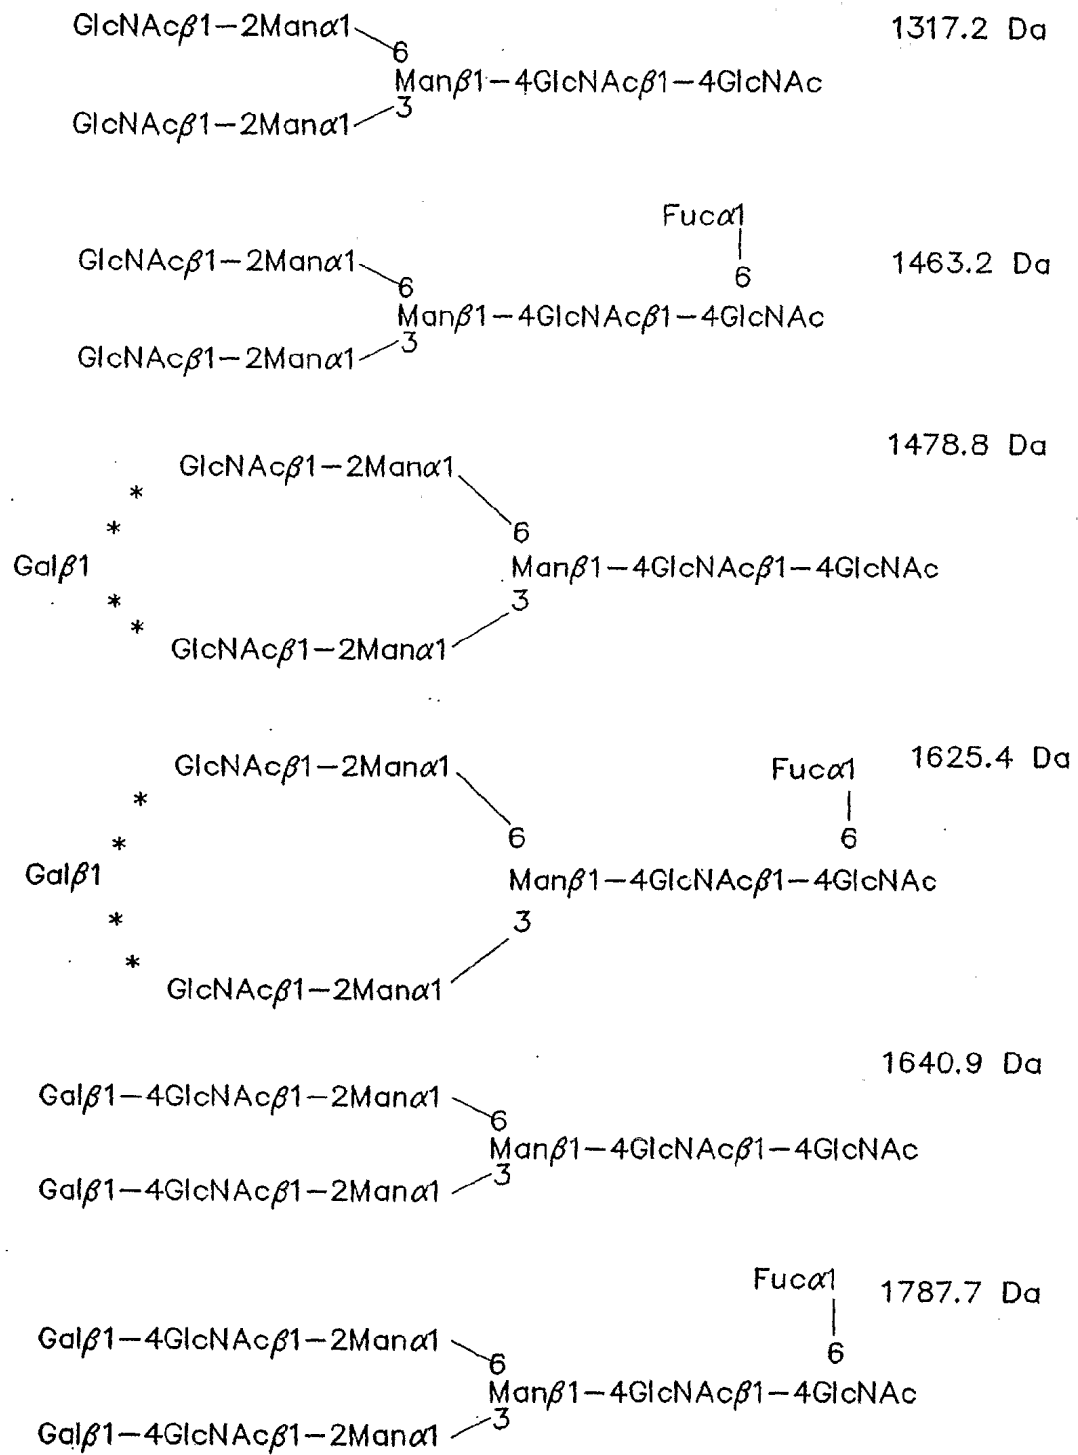 GlcNAcβ1–2Manα1
1317.2 Da
6
Manβ1–4GlcNAcβ1–4GlcNAc
3
GlcNAcβ1–2Manα1
Fucα1
GlcNAcβ1–2Manα1
1463.2 Da
6
6
Manβ1–4GlcNAcβ1–4GlcNAc
3
GlcNAcβ1–2Manα1
1478.8 Da
GlcNAcβ1–2Manα1
*
*
6
Galβ1
Manβ1–4GlcNAcβ1–4GlcNAc
*
3
*
GlcNAcβ1–2Manα1
GlcNAcβ1–2Manα1
Fucα1
1625.4 Da
*
*
6
6
Galβ1
Manβ1–4GlcNAcβ1–4GlcNAc
*
3
*
GlcNAcβ1–2Manα1
1640.9 Da
Galβ1–4GlcNAcβ1–2Manα1
6
Manβ1–4GlcNAcβ1–4GlcNAc
3
Galβ1–4GlcNAcβ1–2Manα1
Fucα1
1787.7 Da
Galβ1–4GlcNAcβ1–2Manα1
6
6
Manβ1–4GlcNAcβ1–4GlcNAc
3
Galβ1–4GlcNAcβ1–2Manα1